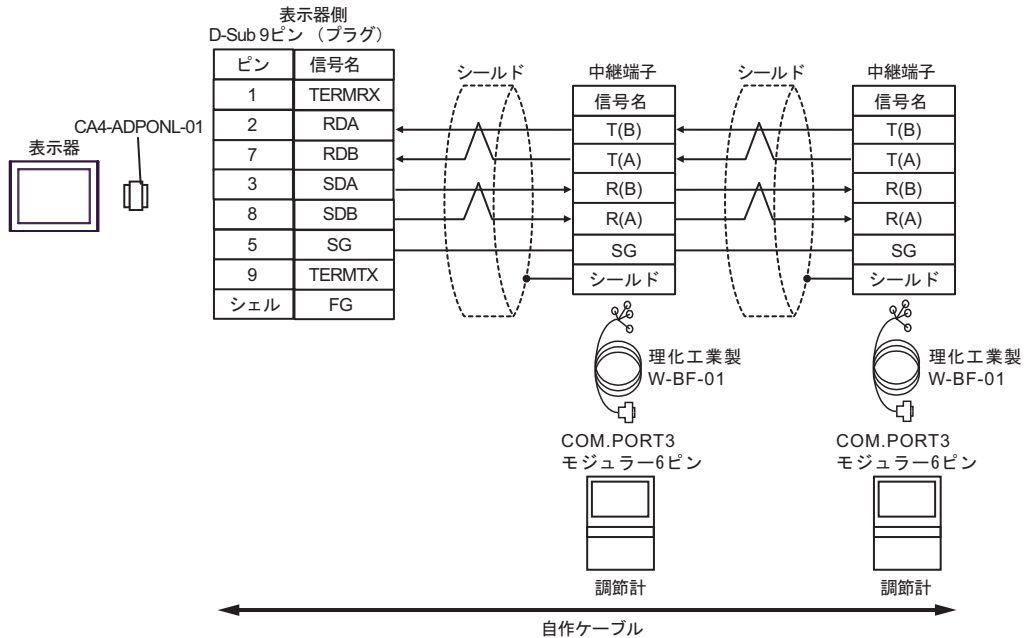 表示器側
D-Sub 9ピン （プラグ）
ピン 信号名
1 TERMRX
2 RDA
7 RDB
3 SDA
8 SDB
5 SG
9 TERMTX
シェル FG
CA4-ADPONL-01
表示器
シールド
中継端子
信号名
T(B)
T(A)
R(B)
R(A)
SG
シールド
シールド
中継端子
信号名
T(B)
T(A)
R(B)
R(A)
SG
シールド
理化工業製
W-BF-01
COM.PORT3
モジュラー6ピン
調節計
理化工業製
W-BF-01
COM.PORT3
モジュラー6ピン
調節計
自作ケーブル